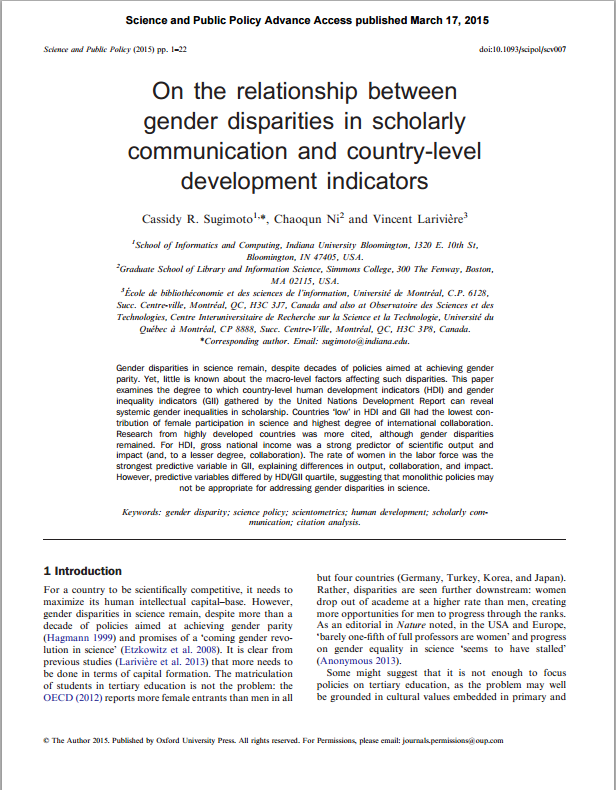 Science and Public Policy Advance Access published March 17, 2015
Science and Public Policy (2015) pp. 1–22
doi:10.1093/scipol/scv007
On the relationship between
gender disparities in scholarly
communication and country-level
development indicators
Cassidy R. Sugimoto1,*, Chaoqun Ni2 and Vincent Larivière3
1School of Informatics and Computing, Indiana University Bloomington, 1320 E. 10th St,
Bloomington, IN 47405, USA.
2Graduate School of Library and Information Science, Simmons College, 300 The Fenway, Boston,
MA 02115, USA.
3École de bibliothéconomie et des sciences de l'information, Université de Montréal, C.P. 6128,
Succ. Centre-ville, Montréal, QC, H3C 3J7, Canada and also at Observatoire des Sciences et des
Technologies, Centre Interuniversitaire de Recherche sur la Science et la Technologie, Université du
Québec à Montréal, CP 8888, Succ. Centre-Ville, Montréal, QC, H3C 3P8, Canada.
*Corresponding author. Email: sugimoto@indiana.edu.
Gender disparities in science remain, despite decades of policies aimed at achieving gender
parity. Yet, little is known about the macro-level factors affecting such disparities. This paper
examines the degree to which country-level human development indicators (HDI) and gender
inequality indicators (GII) gathered by the United Nations Development Report can reveal
systemic gender inequalities in scholarship. Countries 'low' in HDI and GII had the lowest con-
tribution of female participation in science and highest degree of international collaboration.
Research from highly developed countries was more cited, although gender disparities
remained. For HDI, gross national income was a strong predictor of scientific output and
impact (and, to a lesser degree, collaboration). The rate of women in the labor force was the
strongest predictive variable in GII, explaining differences in output, collaboration, and impact.
However, predictive variables differed by HDI/GII quartile, suggesting that monolithic policies may
not be appropriate for addressing gender disparities in science.
Keywords: gender disparity; science policy; scientometrics; human development; scholarly com-
munication; citation analysis.
1 Introduction
For a country to be scientifically competitive, it needs to
maximize its human intellectual capital–base. However,
gender disparities in science remain, despite more than a
decade of policies aimed at achieving gender parity
(Hagmann 1999) and promises of a 'coming gender revo-
lution in science' (Etzkowitz et al. 2008). It is clear from
previous studies (Larivière et al. 2013) that more needs to
be done in terms of capital formation. The matriculation
of students in tertiary education is not the problem: the
OECD (2012) reports more female entrants than men in all
but four countries (Germany, Turkey, Korea, and Japan).
Rather, disparities are seen further downstream: women
drop out of academe at a higher rate than men, creating
more opportunities for men to progress through the ranks.
As an editorial in Nature noted, in the USA and Europe,
'barely one-fifth of full professors are women' and progress
on gender equality in science 'seems to have stalled'
(Anonymous 2013).
Some might suggest that it is not enough to focus
policies on tertiary education, as the problem may well
be grounded in cultural values embedded in primary and
© The Author 2015. Published by Oxford University Press. All rights reserved. For Permissions, please email: journals.permissions@oup.com